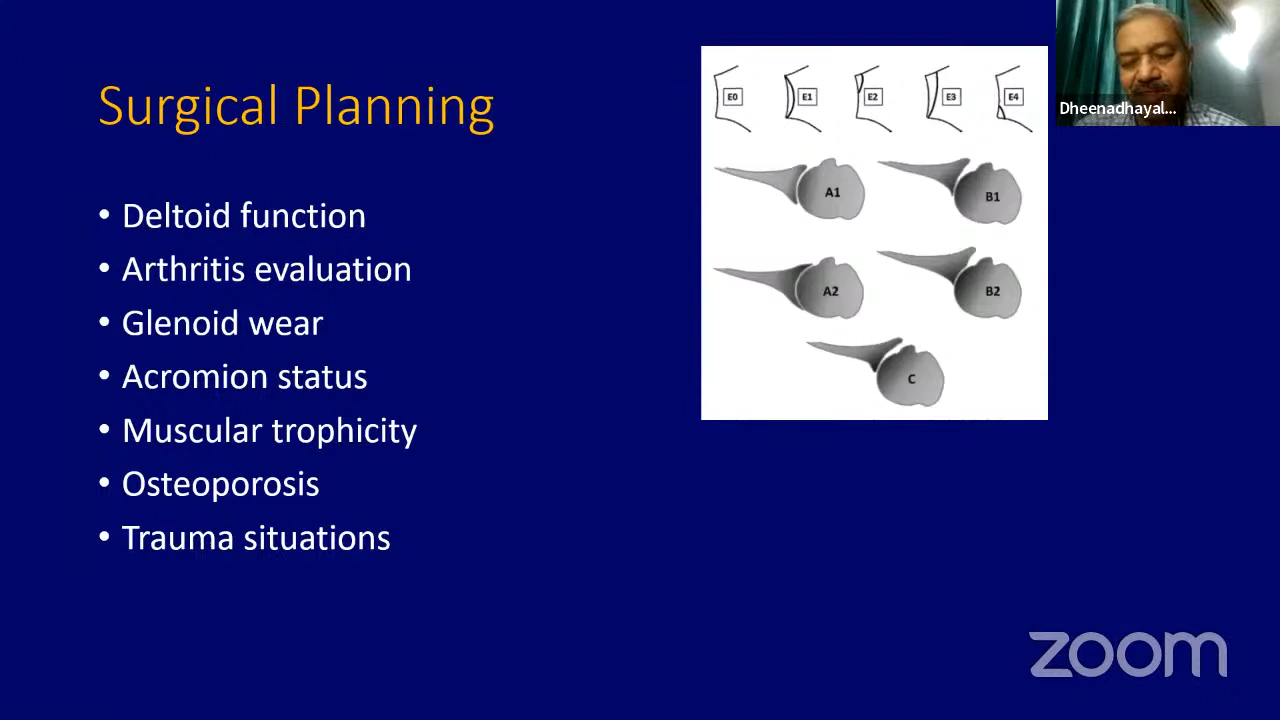 Surgical Planning
• Deltoid function
• Arthritis evaluation
• Glenoid wear
• Acromion status
• Muscular trophicity
• Osteoporosis
• Trauma situations
E0 E1 E2 E3 E4
A1 B1
A2 B2
C
Dheenadhayal...
zoom